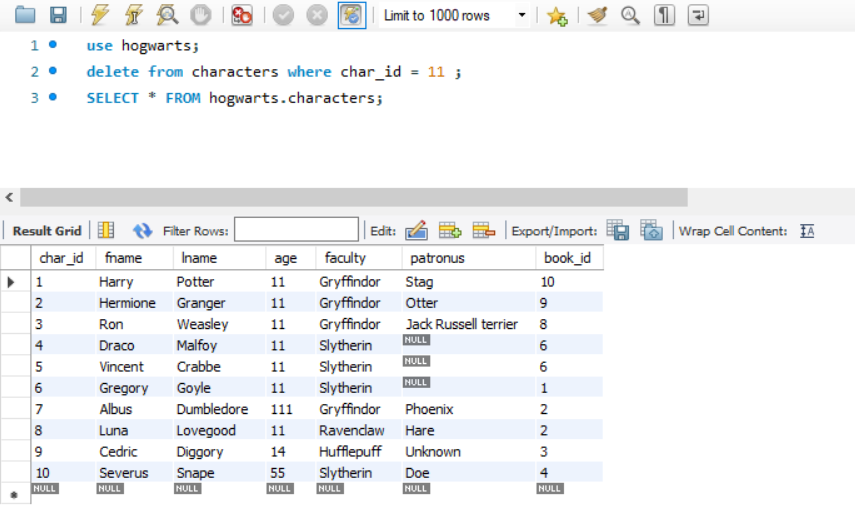 Limit to 1000 rows
1 use hogwarts;
2 delete from characters where char_id = 11 ;
3 SELECT * FROM hogwarts.characters;
Result Grid Filter Rows: Edit: Export/Import: Wrap Cell Content:
char_id fname lname age faculty patronus book_id
1 Harry Potter 11 Gryffindor Stag 10
2 Hermione Granger 11 Gryffindor Otter 9
3 Ron Weasley 11 Gryffindor Jack Russell terrier 8
4 Draco Malfoy 11 Slytherin NULL 6
5 Vincent Crabbe 11 Slytherin NULL 6
6 Gregory Goyle 11 Slytherin NULL 1
7 Albus Dumbledore 111 Gryffindor Phoenix 2
8 Luna Lovegood 11 Ravenclaw Hare 2
9 Cedric Diggory 14 Hufflepuff Unknown 3
10 Severus Snape 55 Slytherin Doe 4
NULL NULL NULL NULL NULL NULL NULL